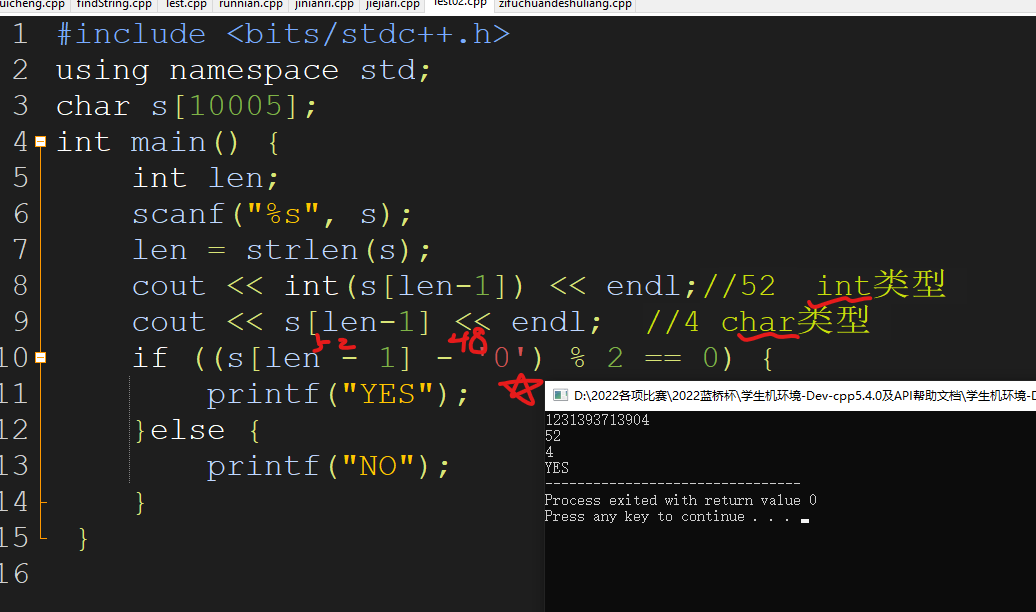 uicheng.cpp findString.cpp Test.cpp runnian.cpp jinianri.cpp jiejiari.cpp Test02.cpp zifuchuandeshuliang.cpp
1 #include <bits/stdc++.h>
2 using namespace std;
3 char s[10005];
4 int main() {
5 int len;
6 scanf("%s", s);
7 len = strlen(s);
8 cout << int(s[len-1]) << endl;//52 int类型
9 cout << s[len-1] << endl; //4 char类型
52 48
10 if ((s[len - 1] - '0') % 2 == 0) {
11 printf("YES");
12 }else {
13 printf("NO");
14 }
15 }
16
D:\2022各项比赛\2022蓝桥杯\学生机环境-Dev-cpp5.4.0及API帮助文档\学生机环境-D
1231393713904
52
4
YES
--------------------------------
Process exited with return value 0
Press any key to continue . . .